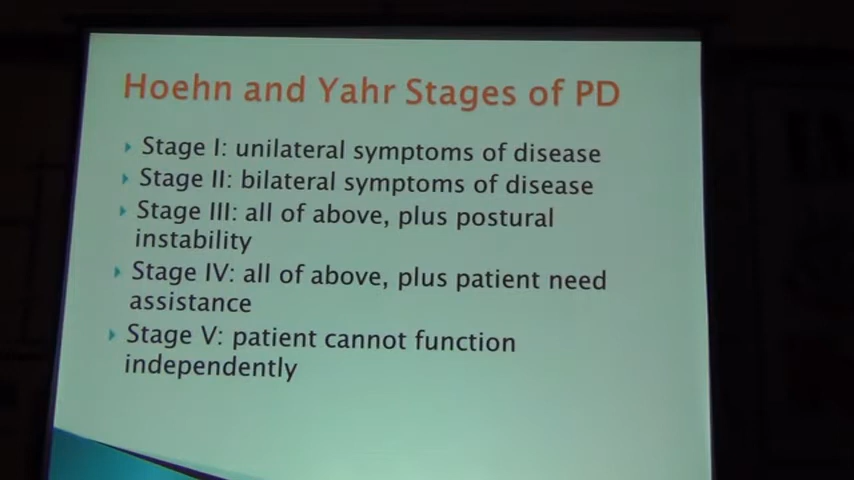 Hoehn and Yahr Stages of PD
Stage I: unilateral symptoms of disease
Stage II: bilateral symptoms of disease
Stage III: all of above, plus postural
instability
Stage IV: all of above, plus patient need
assistance
Stage V: patient cannot function
independently